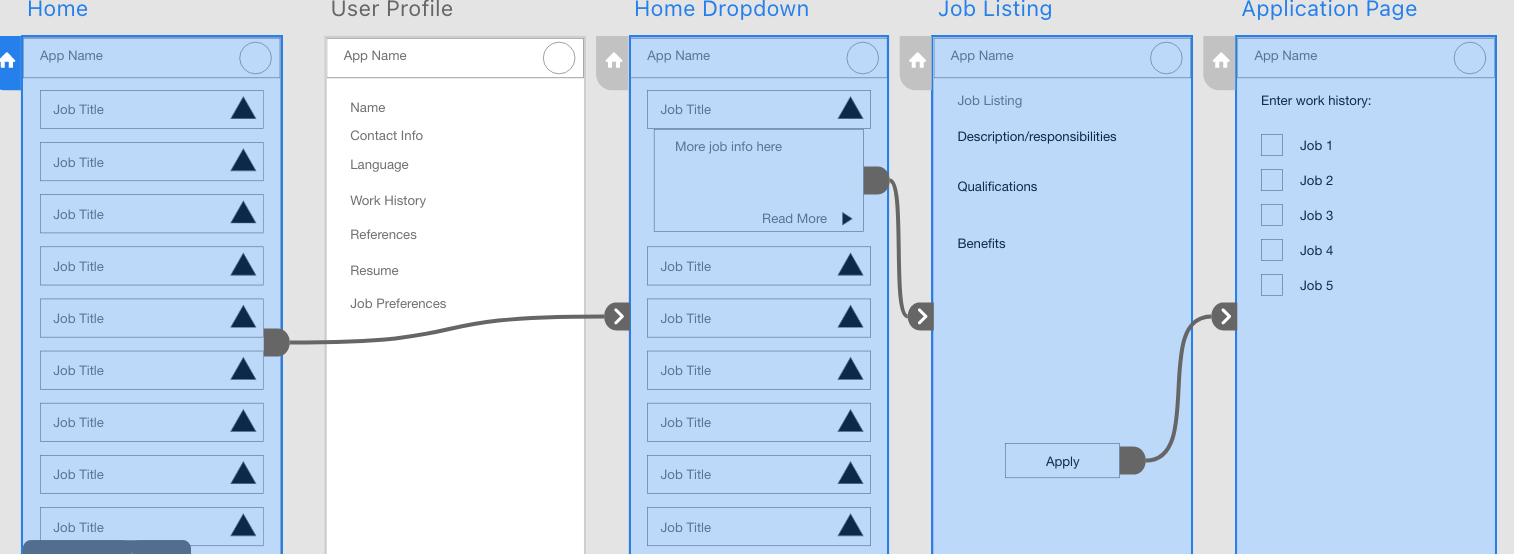 Home
User Profile
Home Dropdown
Job Listing
Application Page
App Name
Job Title
Job Title
Job Title
Job Title
Job Title
Job Title
Job Title
Job Title
Job Title
App Name
Name
Contact Info
Language
Work History
References
Resume
Job Preferences
App Name
Job Title
More job info here
Read More
Job Title
Job Title
Job Title
Job Title
Job Title
Job Title
App Name
Job Listing
Description/responsibilities
Qualifications
Benefits
Apply
App Name
Enter work history:
Job 1
Job 2
Job 3
Job 4
Job 5